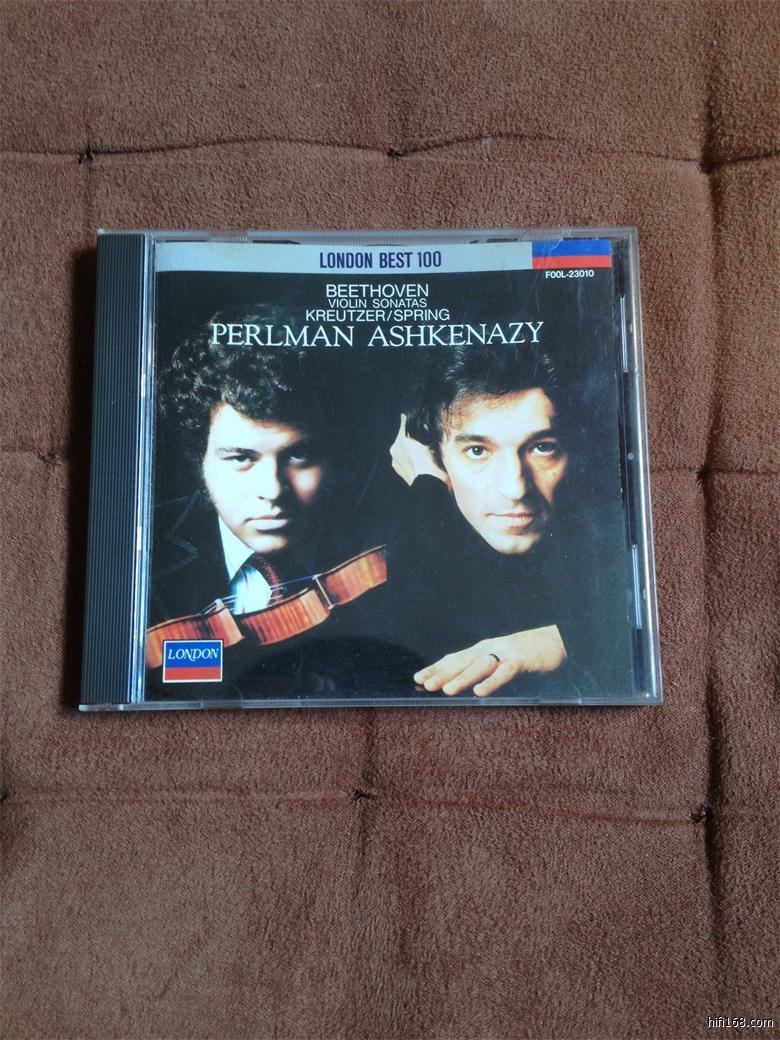 LONDON BEST 100
F00L-23010
BEETHOVEN
VIOLIN SONATAS
KREUTZER/SPRING
PERLMAN ASHKENAZY
LONDON
hifi168.com